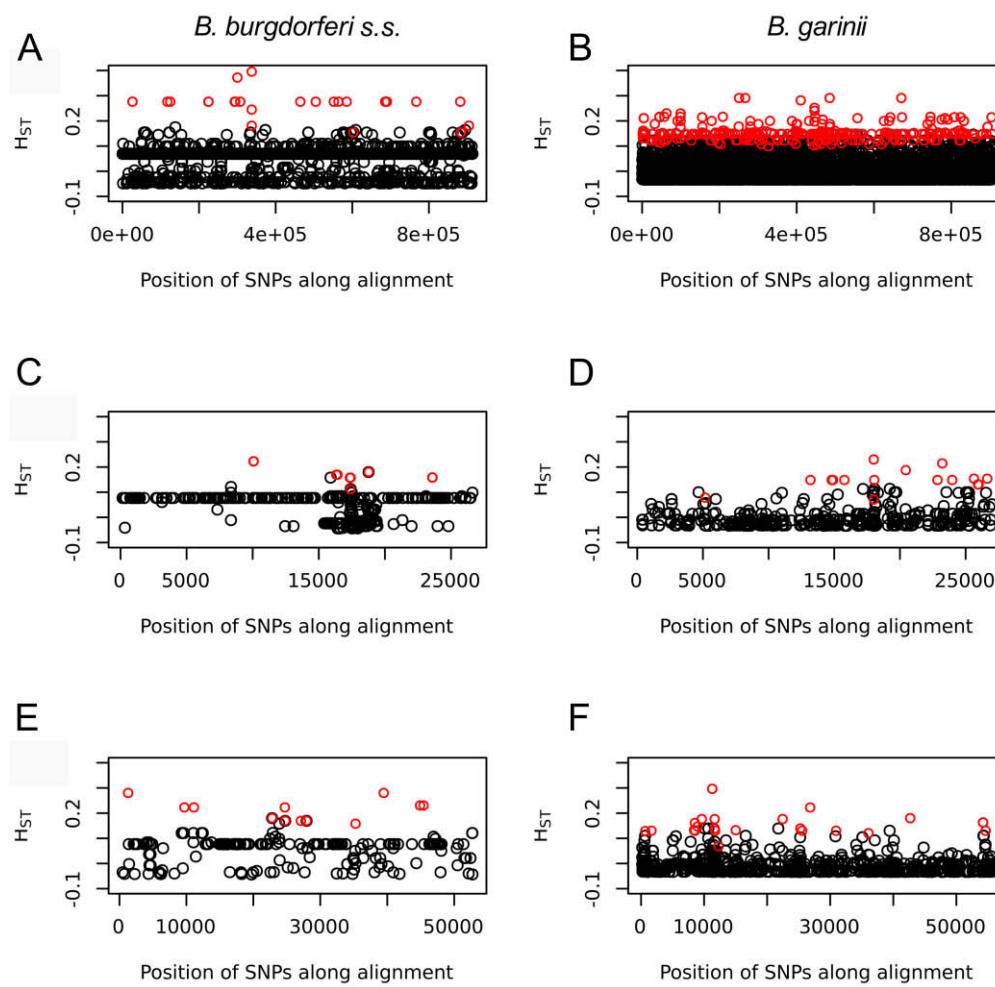 B. burgdorferi s.s.
B. garinii
A
B
HST
0.2
-0.1
0e+00 4e+05 8e+05
Position of SNPs along alignment
HST
0.2
-0.1
0e+00 4e+05 8e+05
Position of SNPs along alignment
C
D
HST
0.2
-0.1
0 5000 15000 25000
Position of SNPs along alignment
HST
0.2
-0.1
0 5000 15000 25000
Position of SNPs along alignment
E
F
HST
0.2
-0.1
0 10000 30000 50000
Position of SNPs along alignment
HST
0.2
-0.1
0 10000 30000 50000
Position of SNPs along alignment